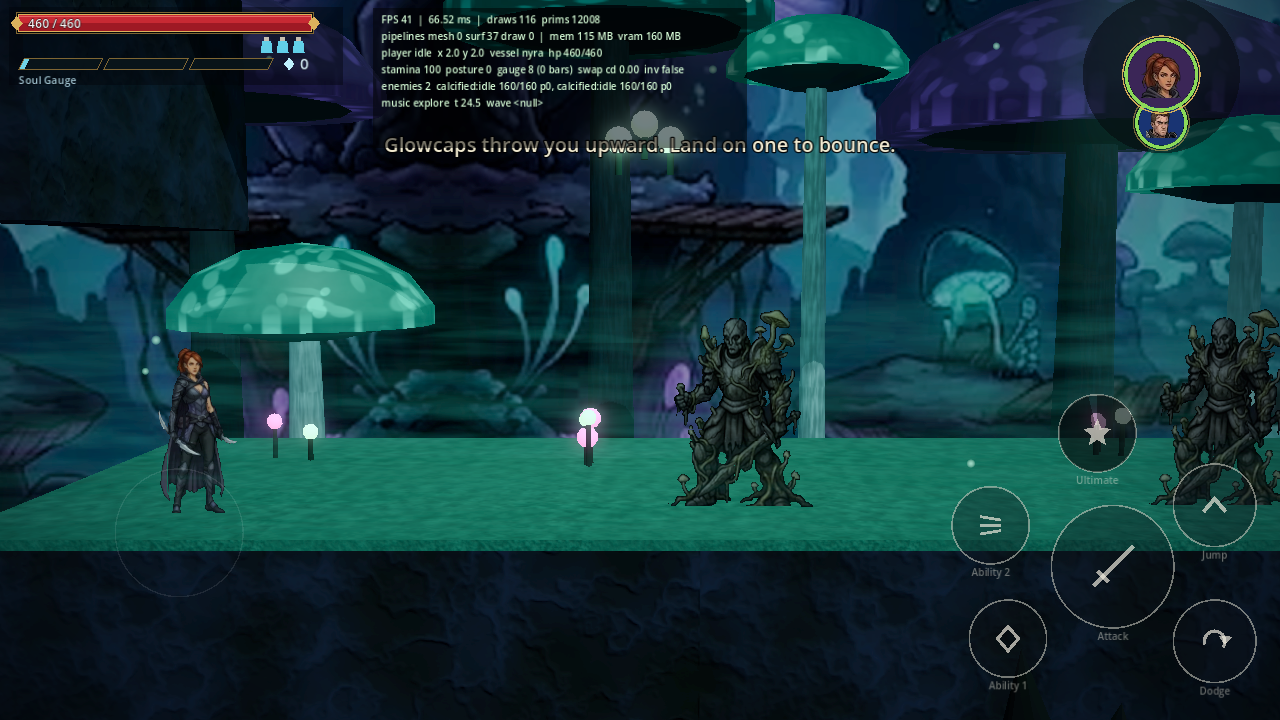 460 / 460
0
Soul Gauge
FPS 41 | 66.52 ms | draws 116 prims 12008
pipelines mesh 0 surf 37 draw 0 | mem 115 MB vram 160 MB
player idle x 2.0 y 2.0 vessel nyra hp 460/460
stamina 100 posture 0 gauge 8 (0 bars) swap cd 0.00 inv false
enemies 2 calcified:idle 160/160 p0, calcified:idle 160/160 p0
music explore t 24.5 wave <null>
Glowcaps throw you upward. Land on one to bounce.
Ultimate
Jump
Ability 2
Attack
Ability 1
Dodge